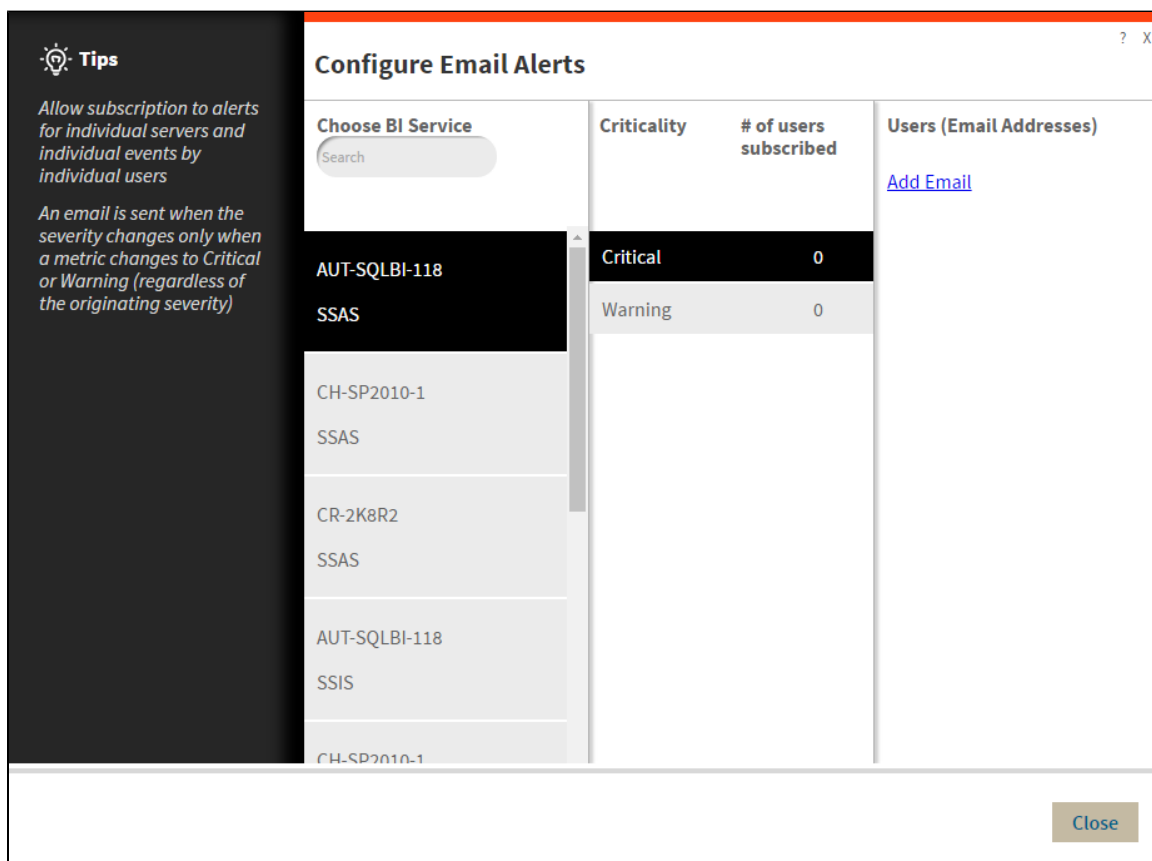 Tips
Allow subscription to alerts
for individual servers and
individual events by
individual users
An email is sent when the
severity changes only when
a metric changes to Critical
or Warning (regardless of
the originating severity)
? X
Configure Email Alerts
Choose BI Service
Search
AUT-SQLBI-118
SSAS
CH-SP2010-1
SSAS
CR-2K8R2
SSAS
AUT-SQLBI-118
SSIS
CH-SP2010-1
Criticality
# of users
subscribed
Critical 0
Warning 0
Users (Email Addresses)
Add Email
Close